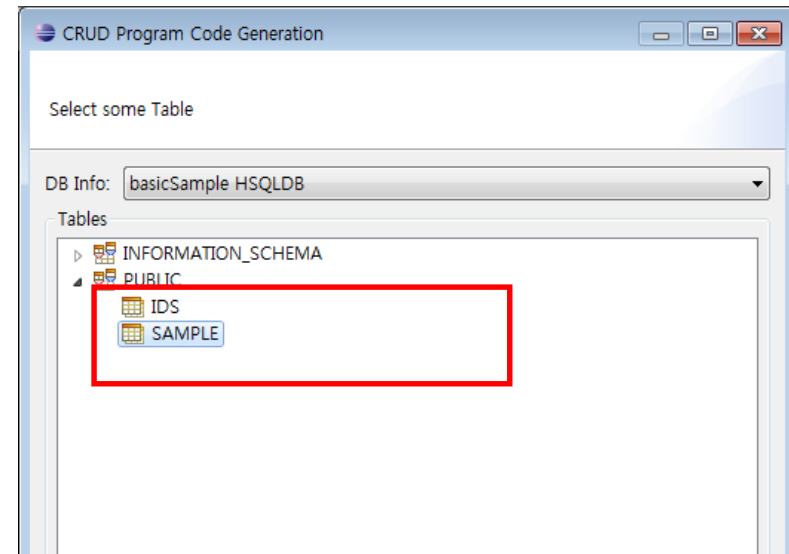 CRUD Program Code Generation
Select some Table
DB Info: basicSample HSQLDB
Tables
INFORMATION_SCHEMA
PUBLIC
IDS
SAMPLE